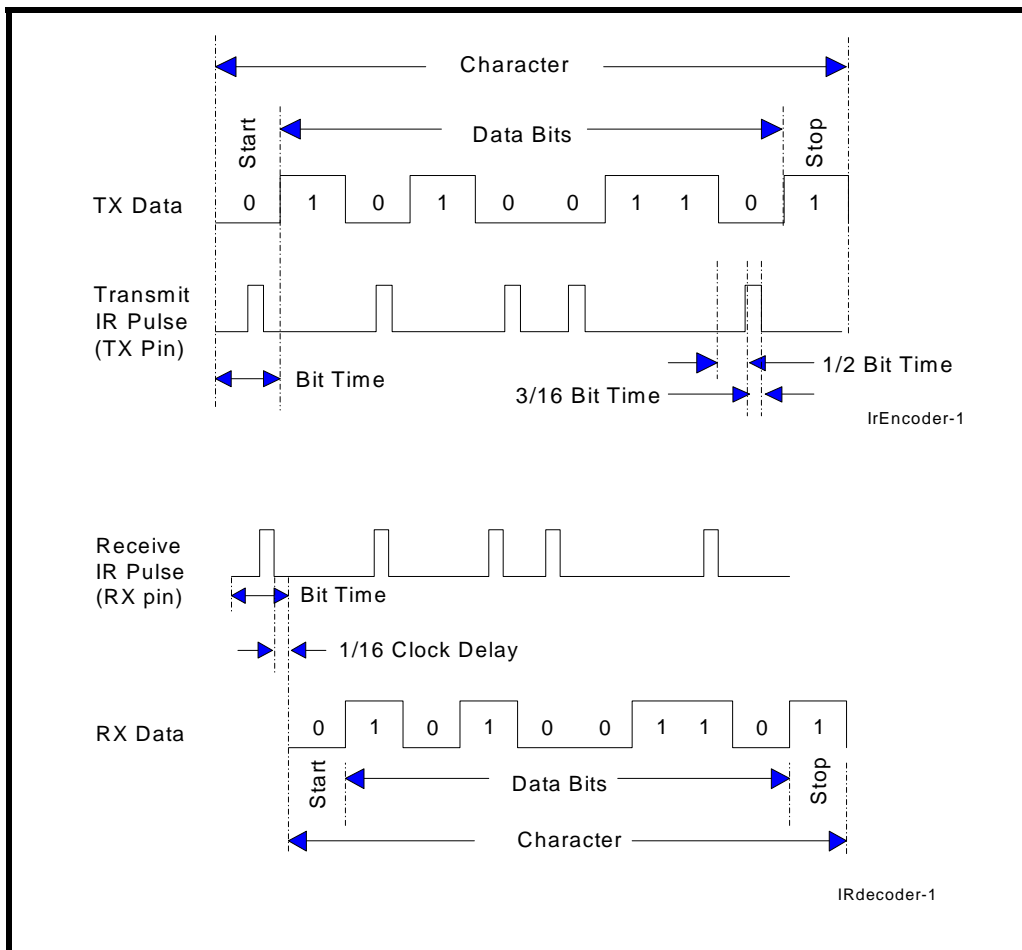 Character
Start
Data Bits
Stop
TX Data
0 1 0 1 0 0 1 1 0 1
Transmit
IR Pulse
(TX Pin)
Bit Time
1/2 Bit Time
3/16 Bit Time
IrEncoder-1
Receive
IR Pulse
(RX pin)
Bit Time
1/16 Clock Delay
RX Data
0 1 0 1 0 0 1 1 0 1
Start
Data Bits
Stop
Character
IRdecoder-1